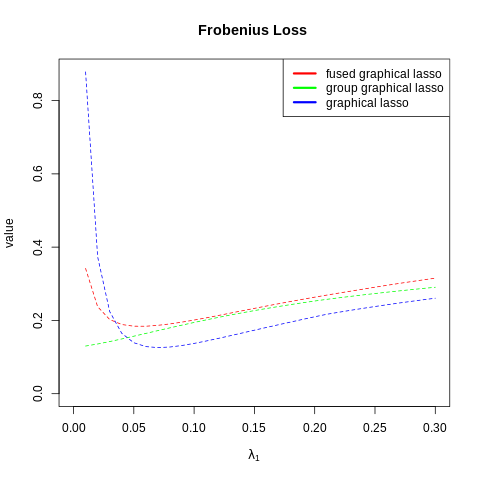 Frobenius Loss
fused graphical lasso
group graphical lasso
graphical lasso
value
0.8
0.6
0.4
0.2
0.0
0.00 0.05 0.10 0.15 0.20 0.25 0.30
λ₁